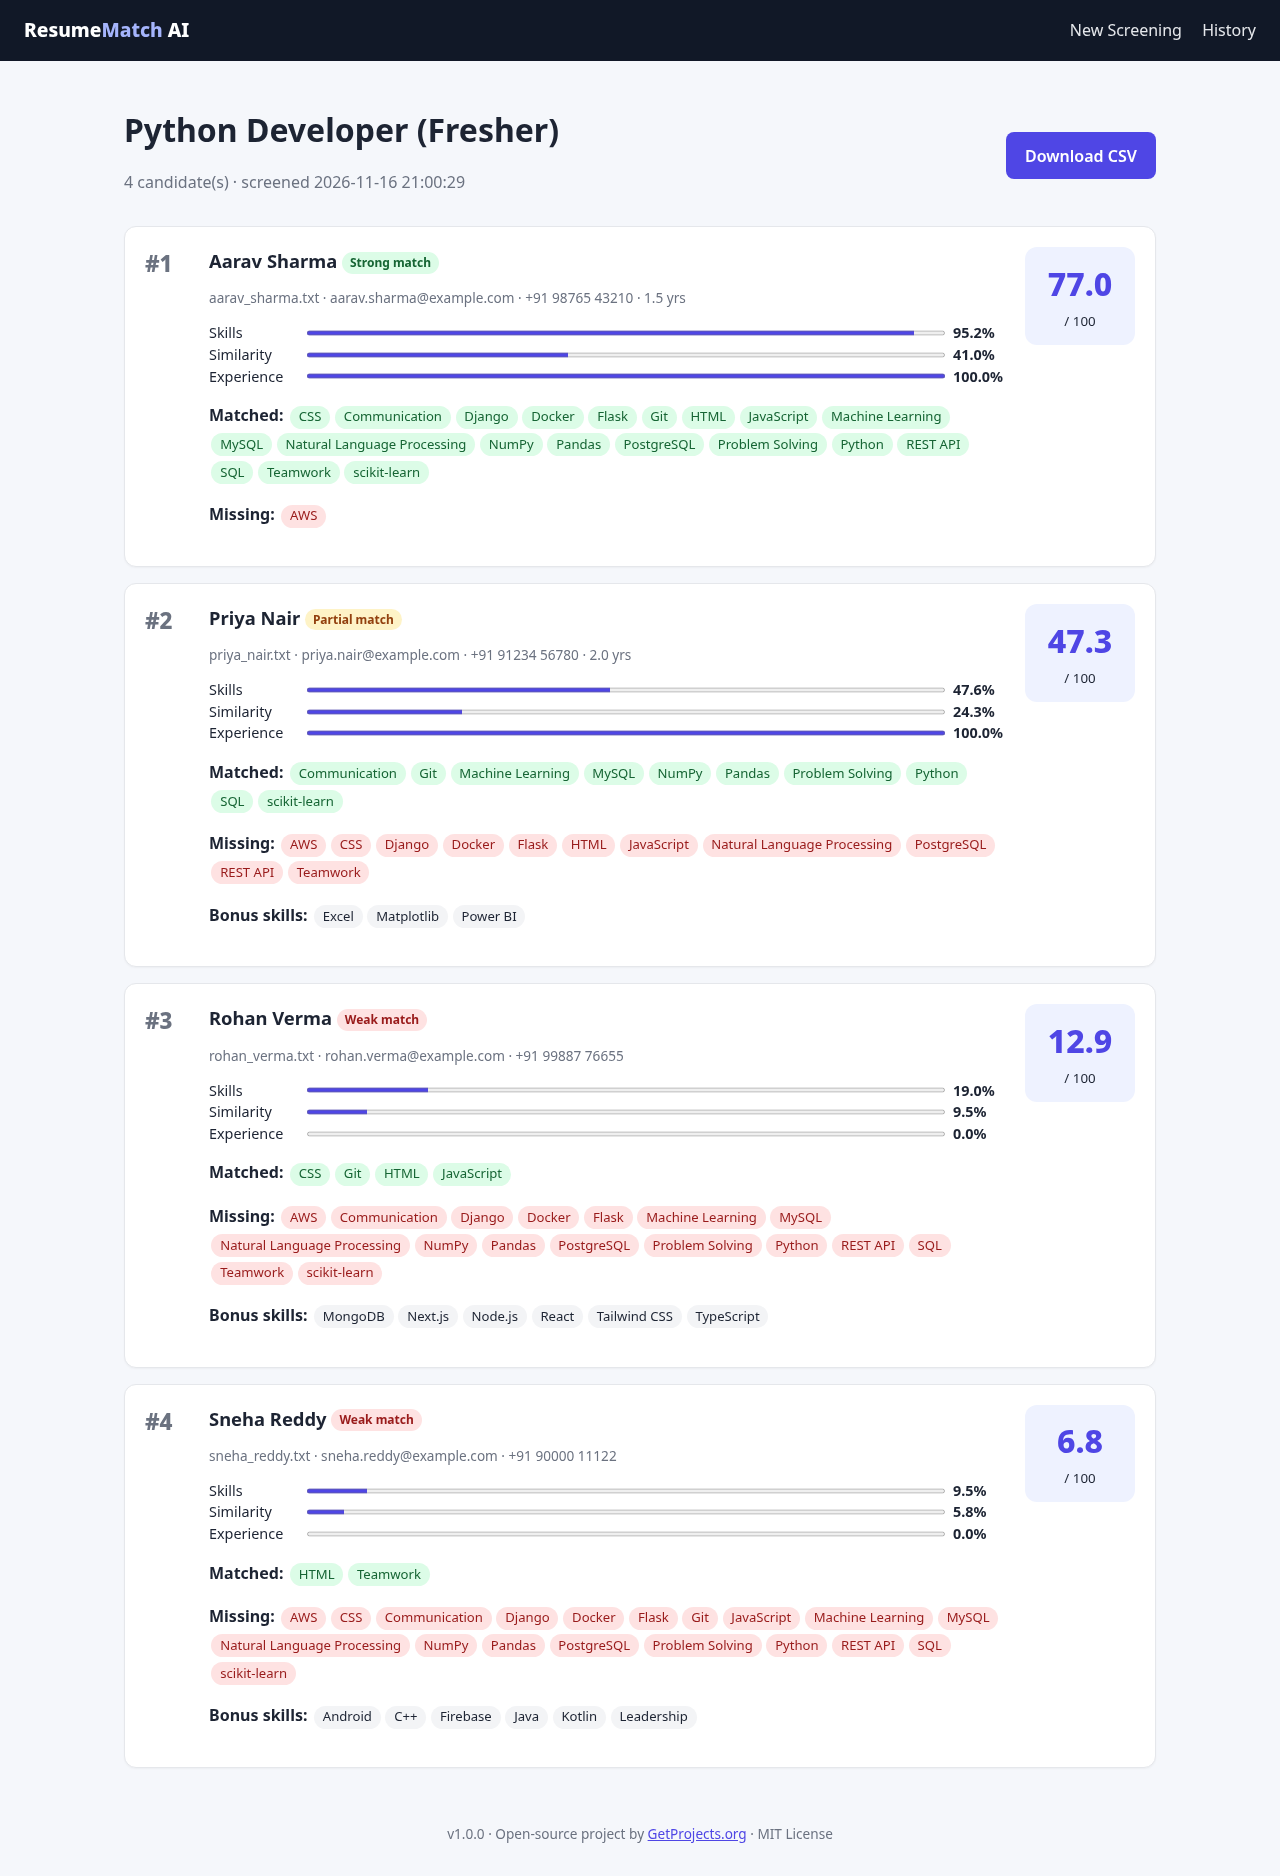 ResumeMatch AI
New Screening History
Python Developer (Fresher)
4 candidate(s) · screened 2026-11-16 21:00:29
Download CSV
#1
Aarav Sharma Strong match
aarav_sharma.txt · aarav.sharma@example.com · +91 98765 43210 · 1.5 yrs
Skills 95.2%
Similarity 41.0%
Experience 100.0%
Matched: CSS Communication Django Docker Flask Git HTML JavaScript Machine Learning
MySQL Natural Language Processing NumPy Pandas PostgreSQL Problem Solving Python REST API
SQL Teamwork scikit-learn
Missing: AWS
77.0
/ 100
#2
Priya Nair Partial match
priya_nair.txt · priya.nair@example.com · +91 91234 56780 · 2.0 yrs
Skills 47.6%
Similarity 24.3%
Experience 100.0%
Matched: Communication Git Machine Learning MySQL NumPy Pandas Problem Solving Python
SQL scikit-learn
Missing: AWS CSS Django Docker Flask HTML JavaScript Natural Language Processing PostgreSQL
REST API Teamwork
Bonus skills: Excel Matplotlib Power BI
47.3
/ 100
#3
Rohan Verma Weak match
rohan_verma.txt · rohan.verma@example.com · +91 99887 76655
Skills 19.0%
Similarity 9.5%
Experience 0.0%
Matched: CSS Git HTML JavaScript
Missing: AWS Communication Django Docker Flask Machine Learning MySQL
Natural Language Processing NumPy Pandas PostgreSQL Problem Solving Python REST API SQL
Teamwork scikit-learn
Bonus skills: MongoDB Next.js Node.js React Tailwind CSS TypeScript
12.9
/ 100
#4
Sneha Reddy Weak match
sneha_reddy.txt · sneha.reddy@example.com · +91 90000 11122
Skills 9.5%
Similarity 5.8%
Experience 0.0%
Matched: HTML Teamwork
Missing: AWS CSS Communication Django Docker Flask Git JavaScript Machine Learning MySQL
Natural Language Processing NumPy Pandas PostgreSQL Problem Solving Python REST API SQL
scikit-learn
Bonus skills: Android C++ Firebase Java Kotlin Leadership
6.8
/ 100
v1.0.0 · Open-source project by GetProjects.org · MIT License